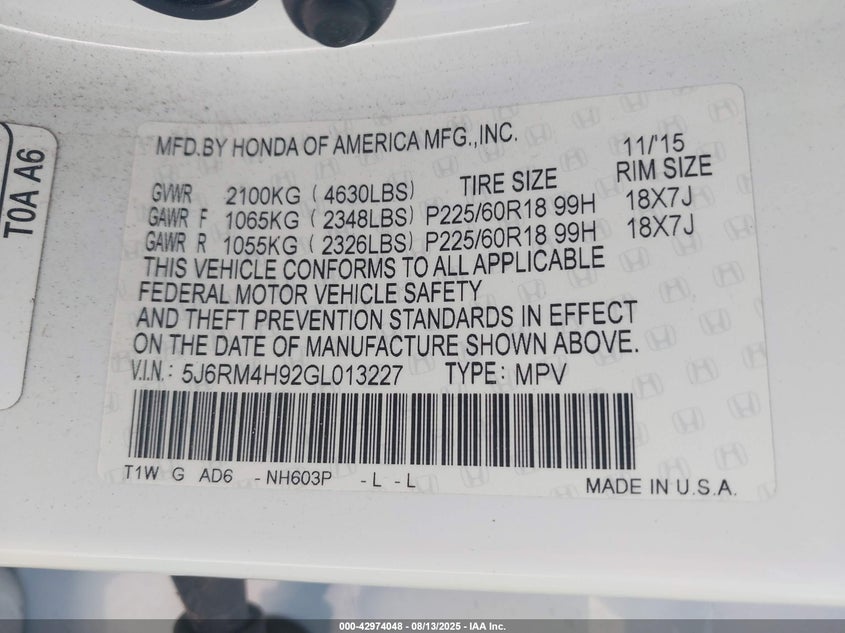 T0A A6
MFD.BY HONDA OF AMERICA MFG.,INC. 11/'15
TIRE SIZE RIM SIZE
GVWR 2100KG (4630LBS)
GAWR F 1065KG (2348LBS) P225/60R18 99H 18X7J
GAWR R 1055KG (2326LBS) P225/60R18 99H 18X7J
THIS VEHICLE CONFORMS TO ALL APPLICABLE
FEDERAL MOTOR VEHICLE SAFETY
AND THEFT PREVENTION STANDARDS IN EFFECT
ON THE DATE OF MANUFACTURE SHOWN ABOVE.
V.I.N.: 5J6RM4H92GL013227 TYPE: MPV
T1W G AD6 -NH603P -L -L
MADE IN U.S.A.
000-42974048 - 08/13/2025 - IAA Inc.